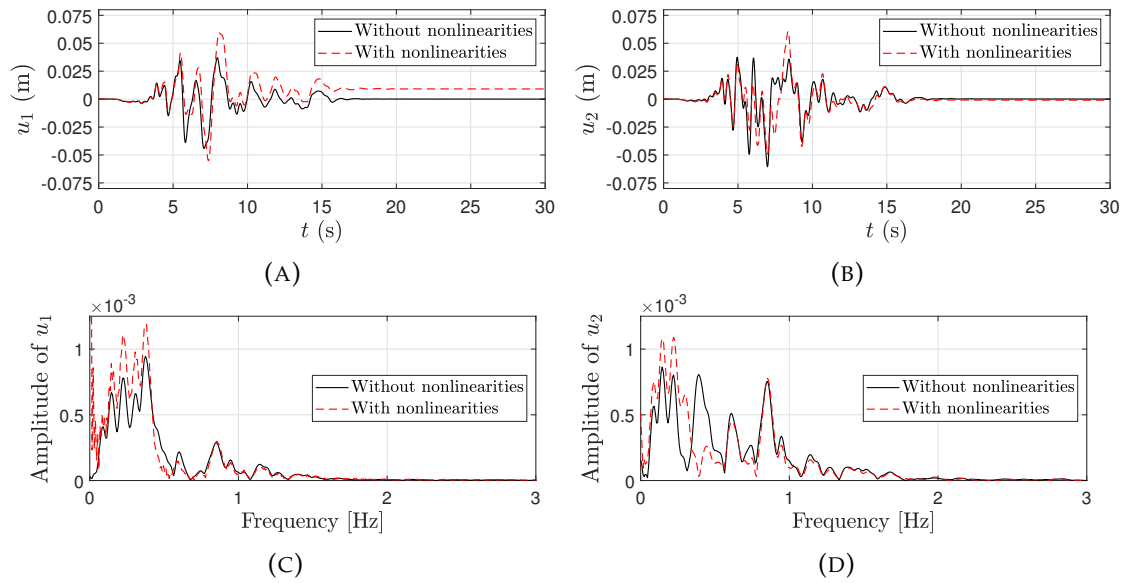 0.075
0.05
0.025
0
-0.025
-0.05
-0.075
u₁ (m)
0 5 10 15 20 25 30
t (s)
Without nonlinearities
With nonlinearities
(A)
0.075
0.05
0.025
0
-0.025
-0.05
-0.075
u₂ (m)
0 5 10 15 20 25 30
t (s)
Without nonlinearities
With nonlinearities
(B)
×10⁻³
1
0.5
0
Amplitude of u₁
0 1 2 3
Frequency [Hz]
Without nonlinearities
With nonlinearities
(C)
×10⁻³
1
0.5
0
Amplitude of u₂
0 1 2 3
Frequency [Hz]
Without nonlinearities
With nonlinearities
(D)